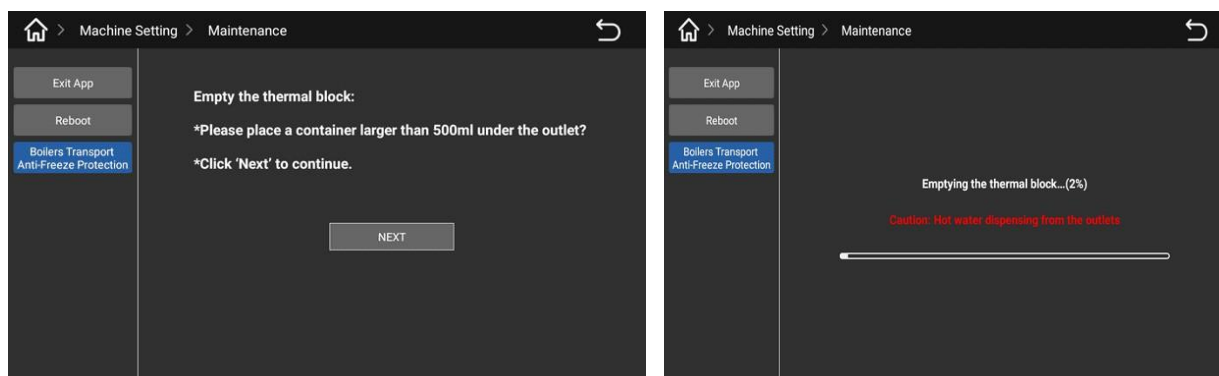 > Machine Setting > Maintenance
Exit App
Reboot
Boilers Transport
Anti-Freeze Protection
Empty the thermal block:
*Please place a container larger than 500ml under the outlet?
*Click ‘Next’ to continue.
NEXT
> Machine Setting > Maintenance
Exit App
Reboot
Boilers Transport
Anti-Freeze Protection
Emptying the thermal block...(2%)
Caution: Hot water dispensing from the outlets